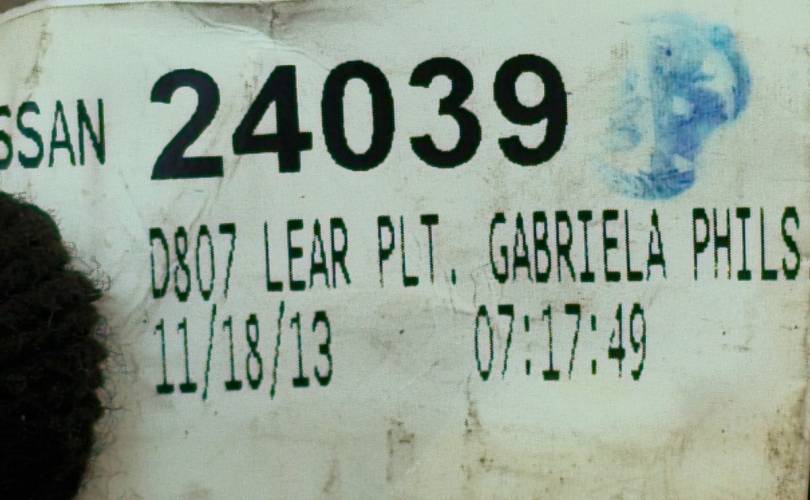 SSAN 24039
D807 LEAR PLT. GABRIELA PHILS
11/18/13 07:17:49